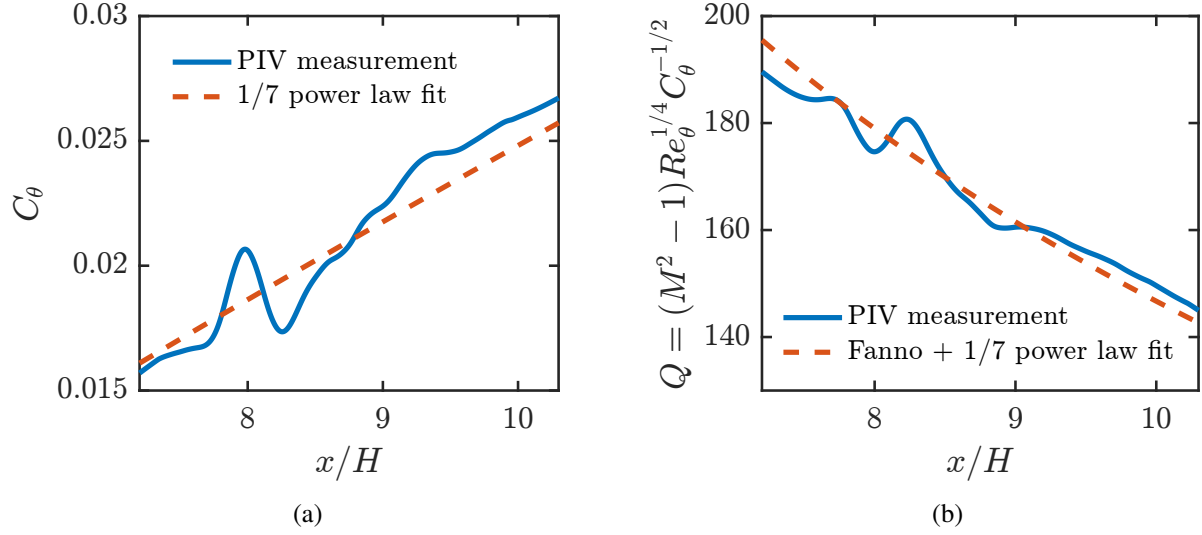 0.03
0.025
0.02
0.015
C_θ
PIV measurement
1/7 power law fit
8
9
10
x/H
(a)
200
180
160
140
Q = (M^2 − 1)Re_θ^{1/4} C_θ^{−1/2}
PIV measurement
Fanno + 1/7 power law fit
8
9
10
x/H
(b)